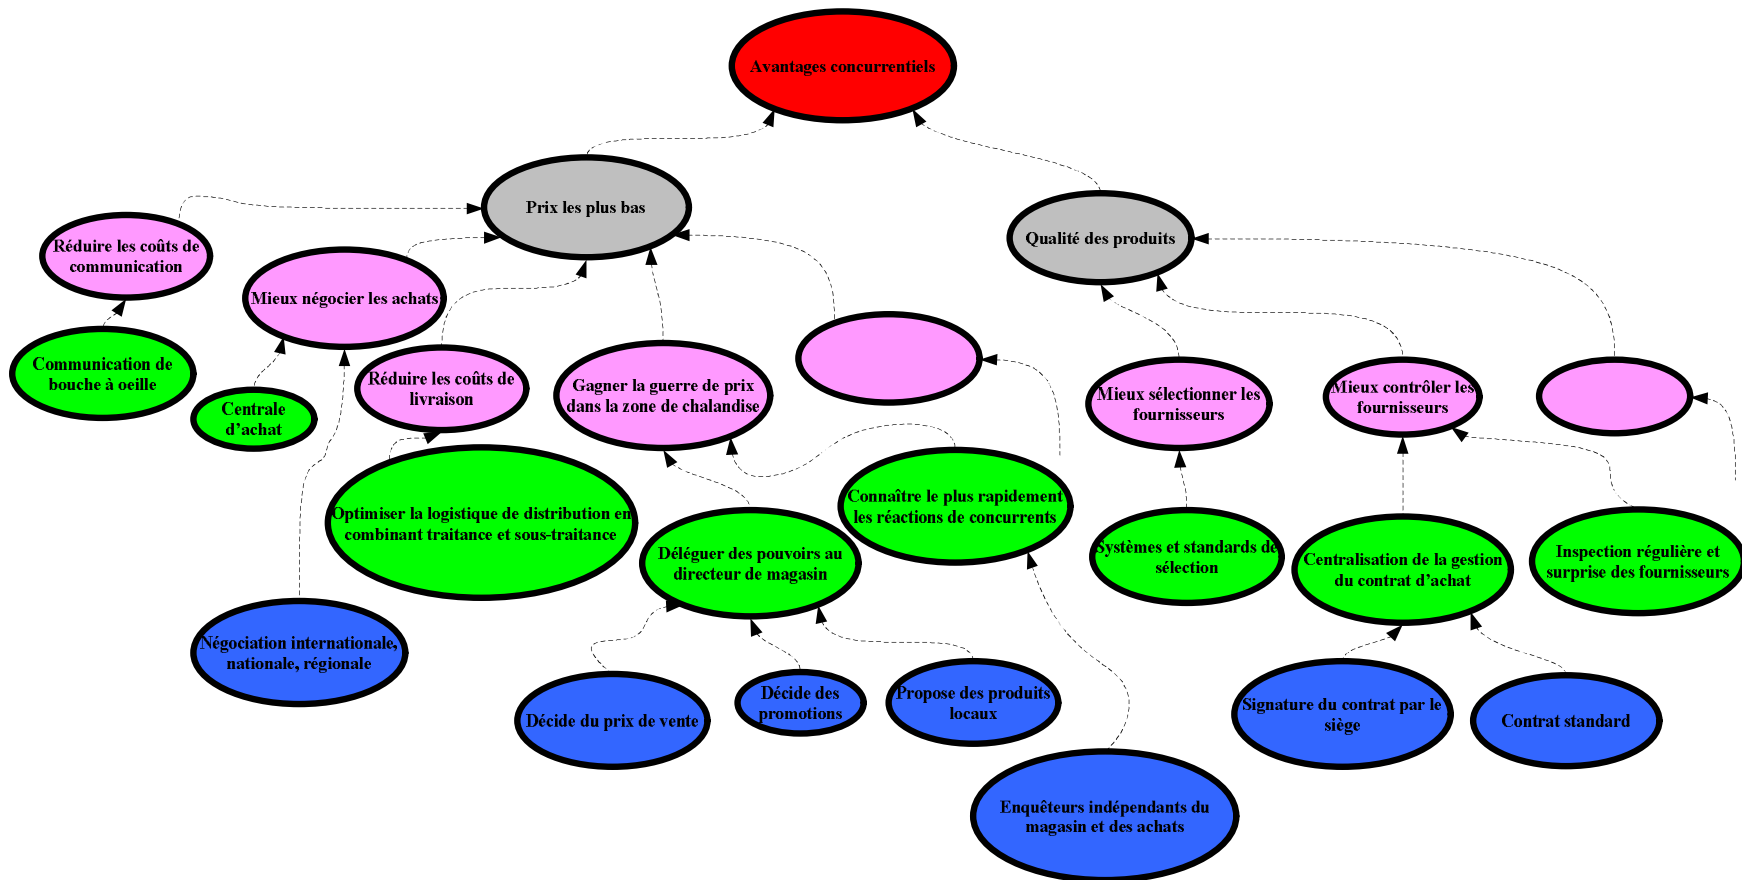 Avantages concurrentiels
Prix les plus bas
Qualité des produits
Réduire les coûts de
communication
Mieux négocier les achats
Réduire les coûts de
livraison
Gagner la guerre de prix
dans la zone de chalandise
Mieux sélectionner les
fournisseurs
Mieux contrôler les
fournisseurs
Communication de
bouche à oeille
Centrale
d'achat
Optimiser la logistique de distribution en
combinant traitance et sous-traitance
Connaître le plus rapidement
les réactions de concurrents
Déléguer des pouvoirs au
directeur de magasin
Systèmes et standards de
sélection
Centralisation de la gestion
du contrat d'achat
Inspection régulière et
surprise des fournisseurs
Négociation internationale,
nationale, régionale
Décide du prix de vente
Décide des
promotions
Propose des produits
locaux
Signature du contrat par le
siège
Contrat standard
Enquêteurs indépendants du
magasin et des achats